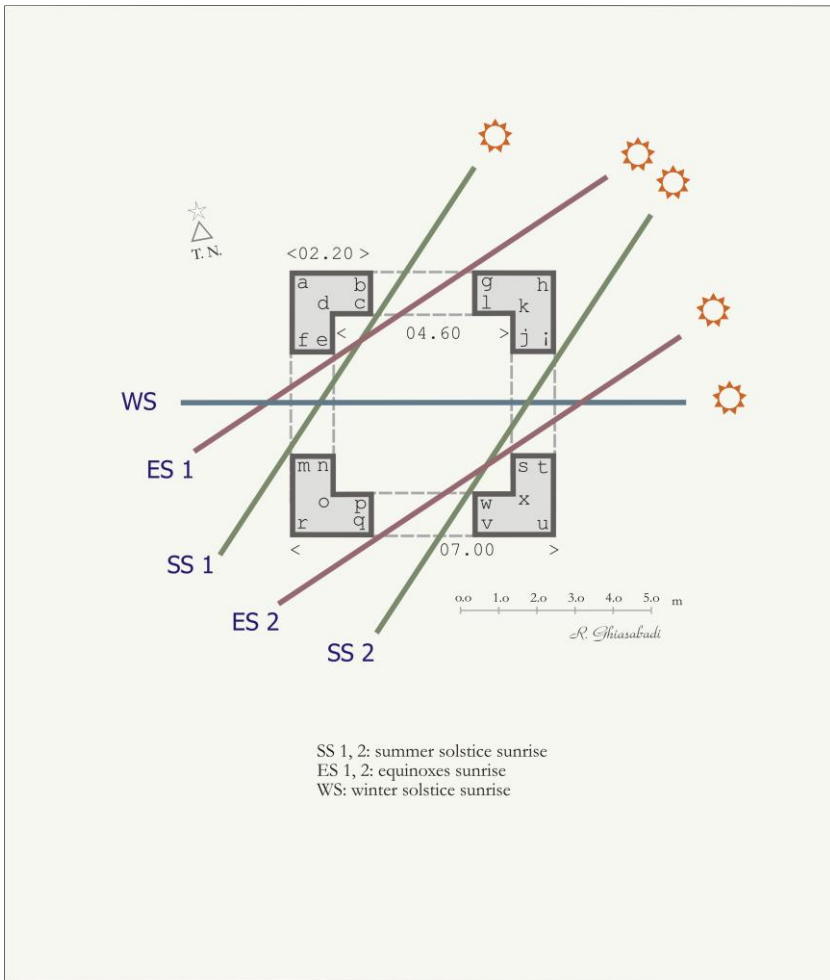 T. N.
<02.20 >
a b
d c
f e
g h
l k
j i
< 04.60 >
WS
ES 1
SS 1
ES 2
SS 2
m n
o p
r q
s t
w x
v u
< 07.00 >
0.0 1.0 2.0 3.0 4.0 5.0 m
R. Ghiasabadi
SS 1, 2: summer solstice sunrise
ES 1, 2: equinoxes sunrise
WS: winter solstice sunrise